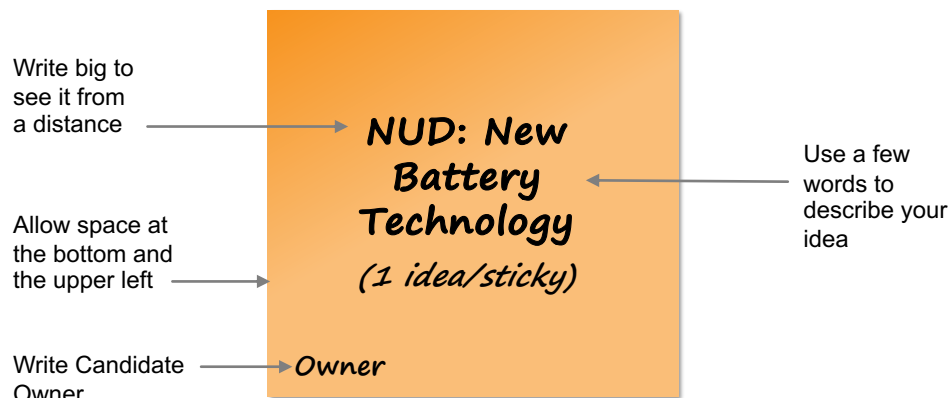 Write big to
see it from
a distance
NUD: New
Battery
Technology
(1 idea/sticky)
Use a few
words to
describe your
idea
Allow space at
the bottom and
the upper left
Write Candidate
Owner
Owner